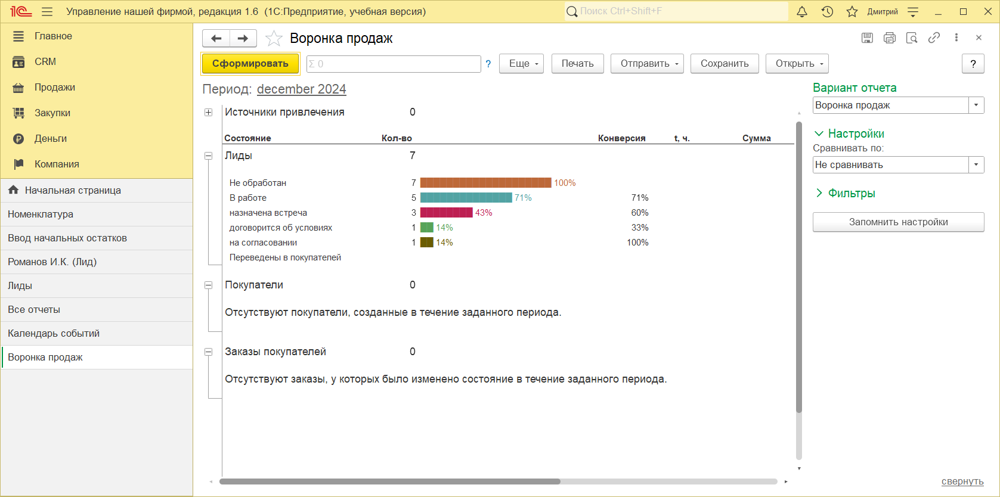 1С Управление нашей фирмой, редакция 1.6 (1С:Предприятие, учебная версия) Поиск Ctrl+Shift+F Дмитрий
Главное
CRM
Продажи
Закупки
Деньги
Компания
Начальная страница
Номенклатура
Ввод начальных остатков
Романов И.К. (Лид)
Лиды
Все отчеты
Календарь событий
Воронка продаж
Воронка продаж
Сформировать Σ 0 ? Еще Печать Отправить Сохранить Открыть ?
Период: december 2024
Источники привлечения 0
Состояние Кол-во Конверсия t, ч. Сумма
Лиды 7
Не обработан 7 100%
В работе 5 71% 71%
назначена встреча 3 43% 60%
договорится об условиях 1 14% 33%
на согласовании 1 14% 100%
Переведены в покупателей
Покупатели 0
Отсутствуют покупатели, созданные в течение заданного периода.
Заказы покупателей 0
Отсутствуют заказы, у которых было изменено состояние в течение заданного периода.
Вариант отчета
Воронка продаж
Настройки
Сравнивать по:
Не сравнивать
Фильтры
Запомнить настройки
свернуть